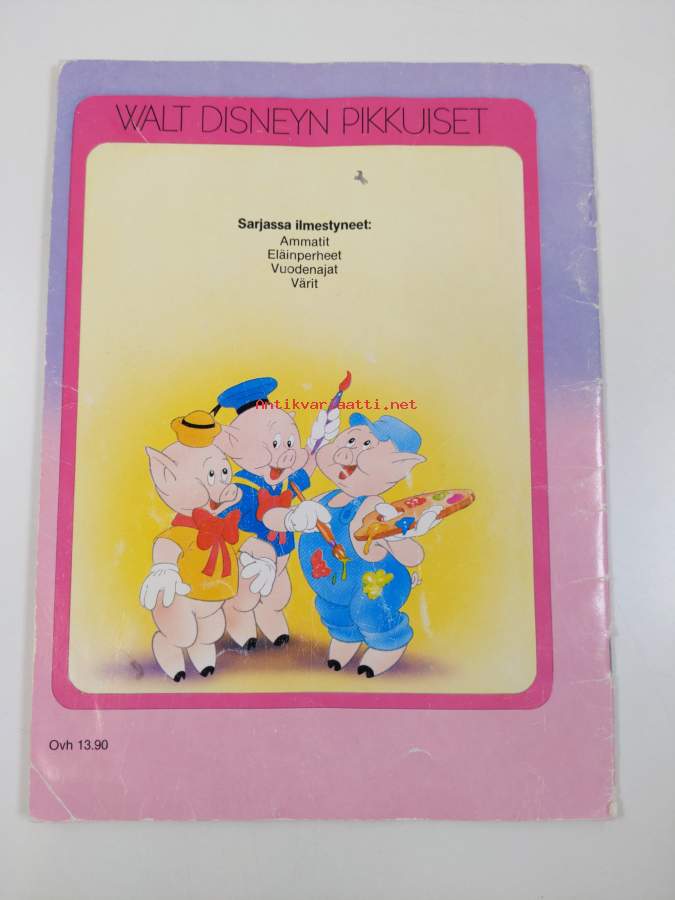 WALT DISNEYN PIKKUISET
Sarjassa ilmestyneet:
Ammatit
Eläinperheet
Vuodenajat
Värit
Antikvariaatti.net
Ovh 13.90